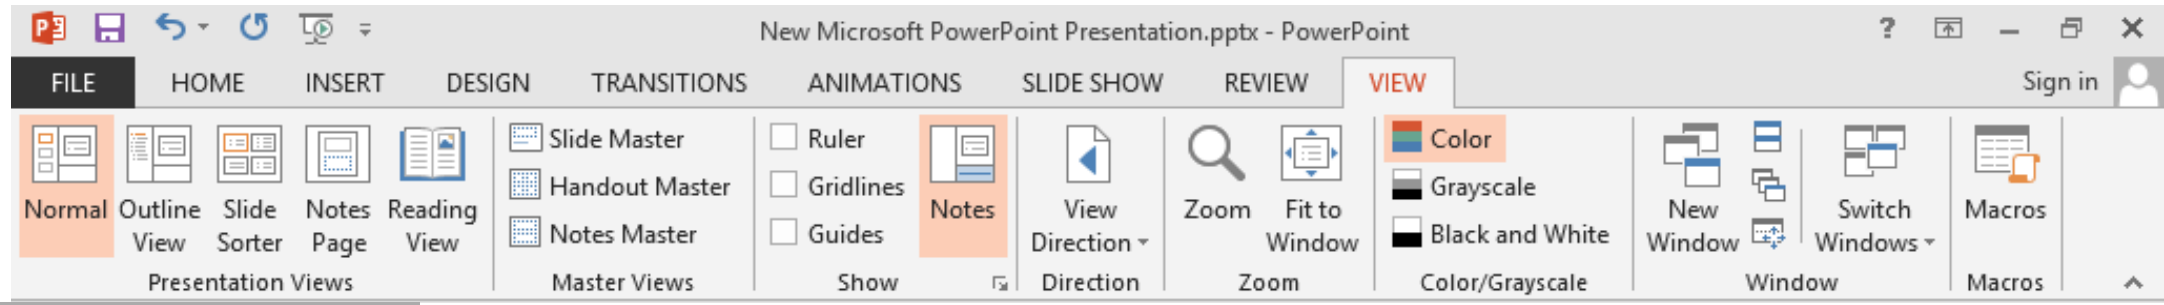 New Microsoft PowerPoint Presentation.pptx - PowerPoint
?
FILE HOME INSERT DESIGN TRANSITIONS ANIMATIONS SLIDE SHOW REVIEW VIEW Sign in
Normal
Outline
View
Slide
Sorter
Notes
Page
Reading
View
Presentation Views
Slide Master
Handout Master
Notes Master
Master Views
Ruler
Gridlines
Guides
Notes
Show
View
Direction
Direction
Zoom
Fit to
Window
Zoom
Color
Grayscale
Black and White
Color/Grayscale
New
Window
Switch
Windows
Window
Macros
Macros